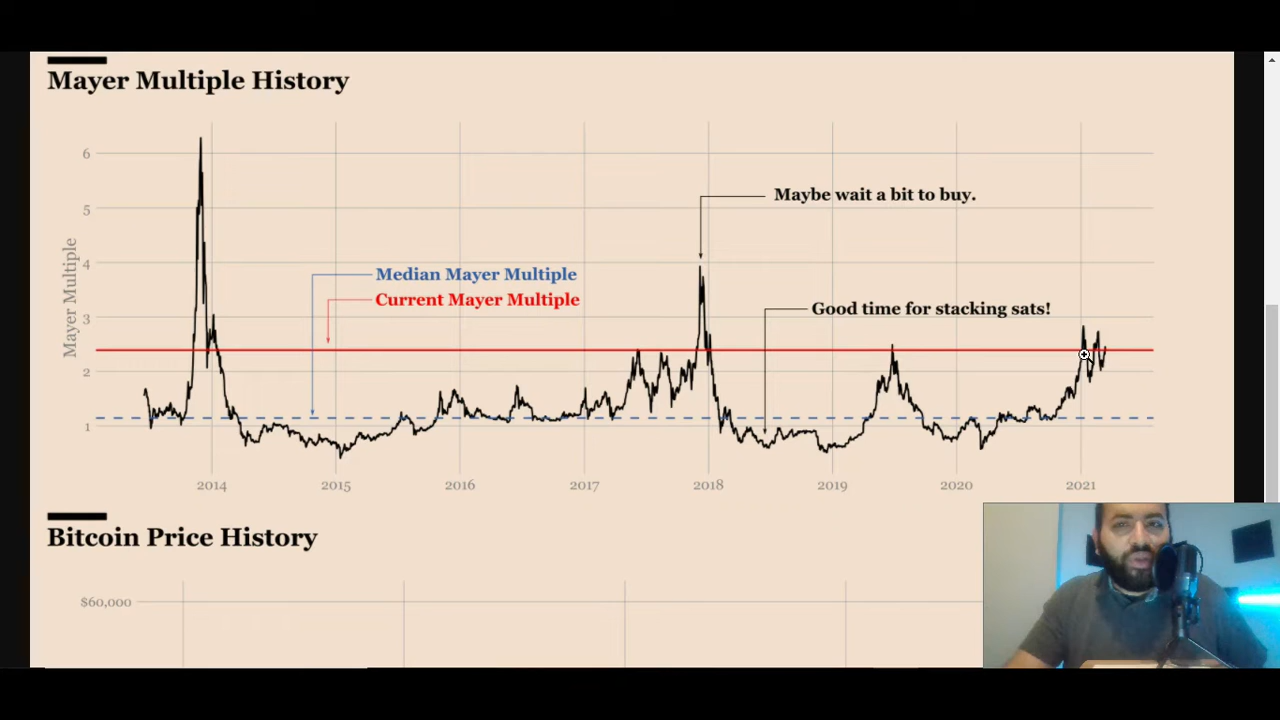 Mayer Multiple History
6
5
4
3
2
1
Mayer Multiple
Maybe wait a bit to buy.
Median Mayer Multiple
Current Mayer Multiple
Good time for stacking sats!
2014 2015 2016 2017 2018 2019 2020 2021
Bitcoin Price History
$60,000